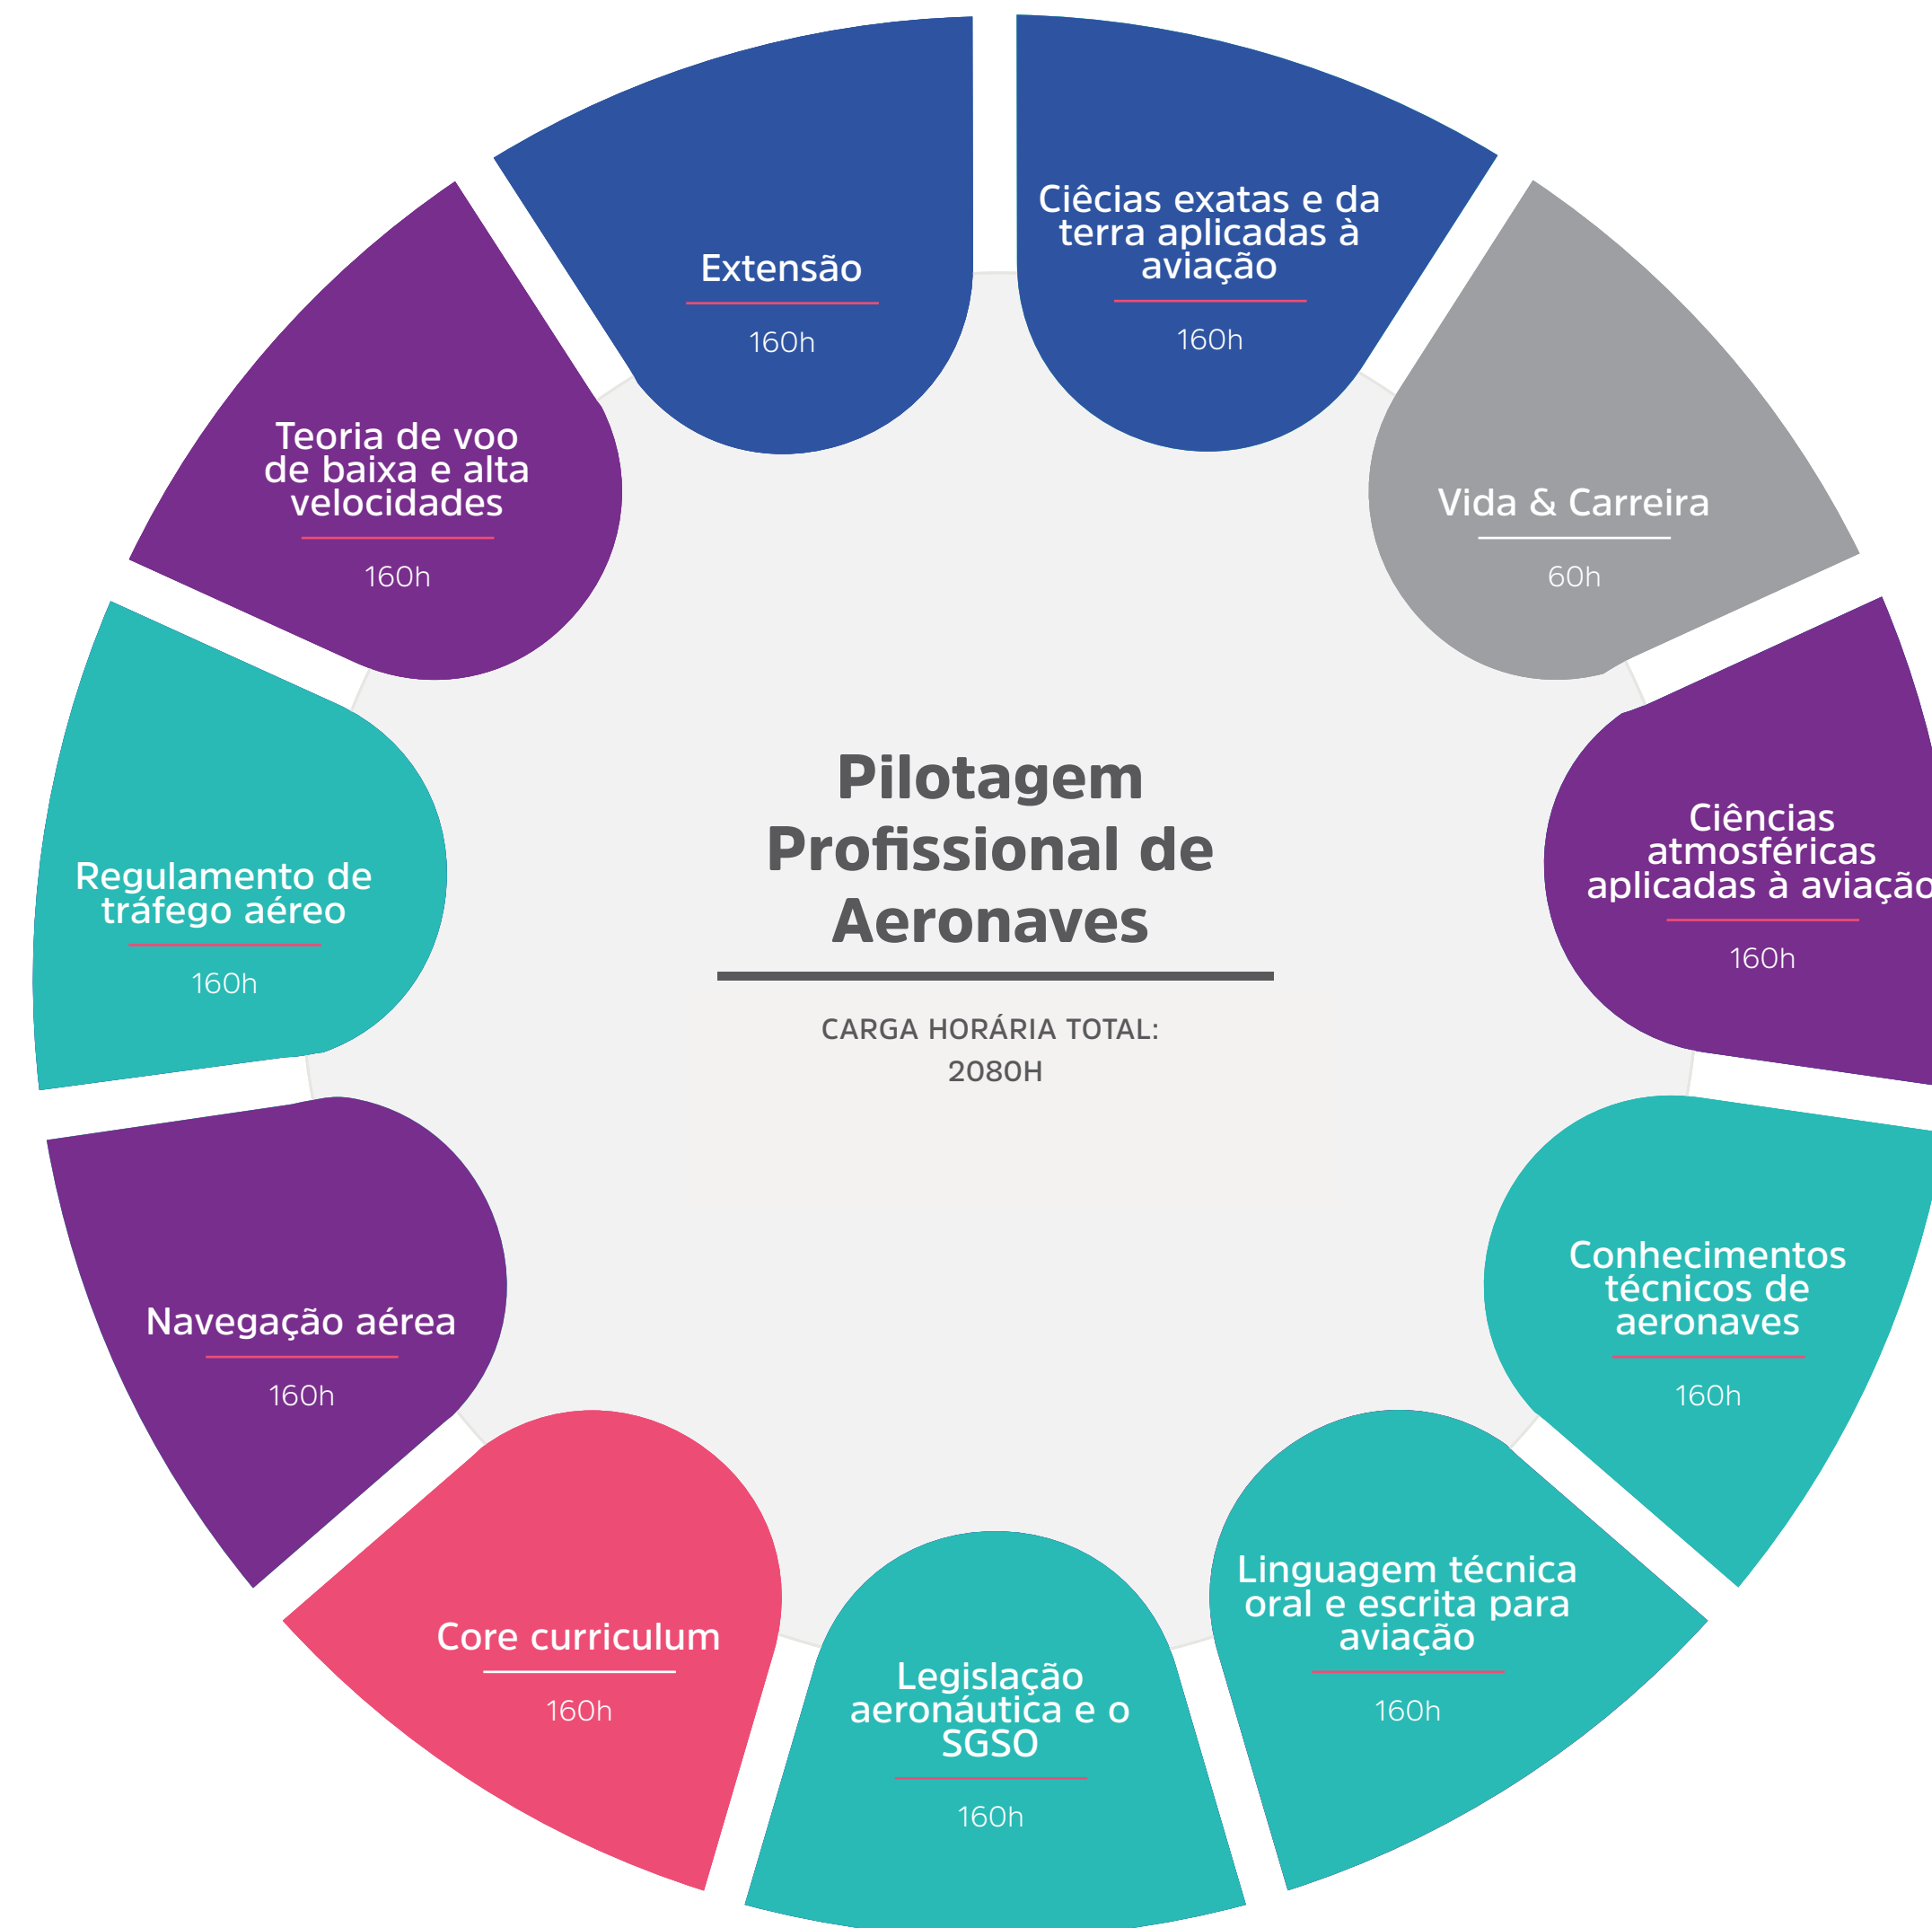 Extensão
160h
Ciêcias exatas e da
terra aplicadas à
aviação
160h
Vida & Carreira
60h
Ciências
atmosféricas
aplicadas à aviação
160h
Conhecimentos
técnicos de
aeronaves
160h
Linguagem técnica
oral e escrita para
aviação
160h
Legislação
aeronáutica e o
SGSO
160h
Core curriculum
160h
Navegação aérea
160h
Regulamento de
tráfego aéreo
160h
Teoria de voo
de baixa e alta
velocidades
160h
Pilotagem
Profissional de
Aeronaves
CARGA HORÁRIA TOTAL:
2080H